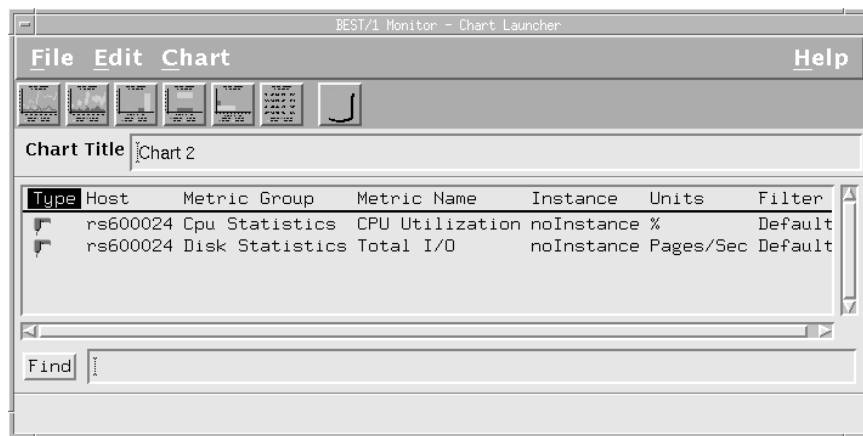 BEST/1 Monitor - Chart Launcher
File Edit Chart Help
Chart Title Chart 2
Type Host Metric Group Metric Name Instance Units Filter
rs600024 Cpu Statistics CPU Utilization noInstance % Default
rs600024 Disk Statistics Total I/O noInstance Pages/Sec Default
Find